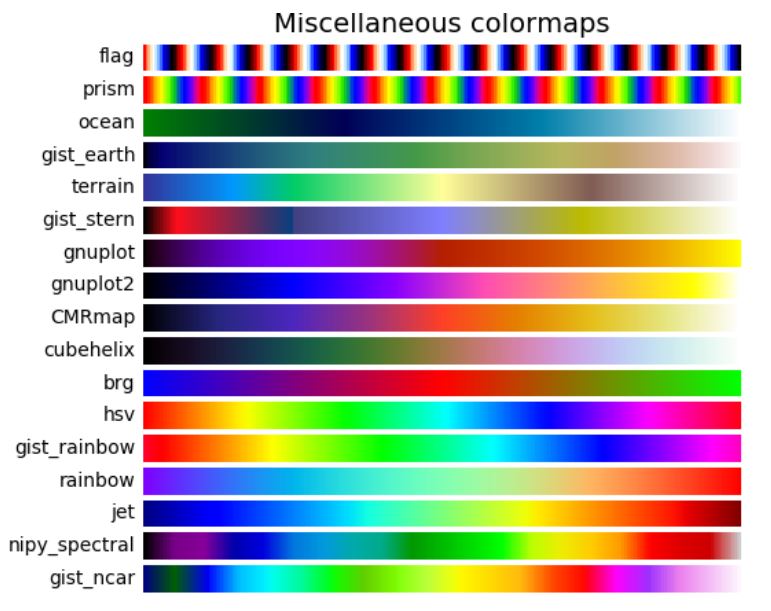 Miscellaneous colormaps
flag
prism
ocean
gist_earth
terrain
gist_stern
gnuplot
gnuplot2
CMRmap
cubehelix
brg
hsv
gist_rainbow
rainbow
jet
nipy_spectral
gist_ncar